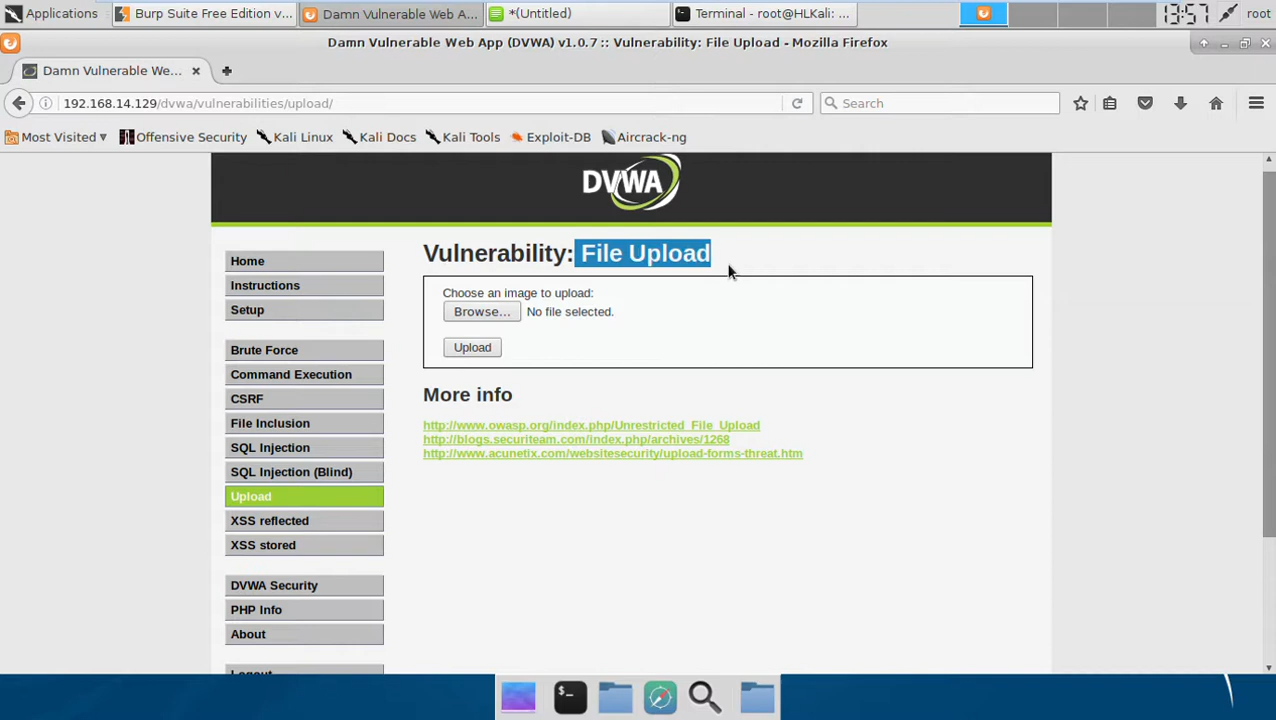 Applications
Burp Suite Free Edition v...
Damn Vulnerable Web A...
*(Untitled)
Terminal - root@HLKali: ...
13:57
root
Damn Vulnerable Web App (DVWA) v1.0.7 :: Vulnerability: File Upload - Mozilla Firefox
Damn Vulnerable We...
192.168.14.129/dvwa/vulnerabilities/upload/
Search
Most Visited
Offensive Security
Kali Linux
Kali Docs
Kali Tools
Exploit-DB
Aircrack-ng
DVWA
Home
Instructions
Setup
Brute Force
Command Execution
CSRF
File Inclusion
SQL Injection
SQL Injection (Blind)
Upload
XSS reflected
XSS stored
DVWA Security
PHP Info
About
Logout
Vulnerability: File Upload
Choose an image to upload:
Browse... No file selected.
Upload
More info
http://www.owasp.org/index.php/Unrestricted_File_Upload
http://blogs.securiteam.com/index.php/archives/1268
http://www.acunetix.com/websitesecurity/upload-forms-threat.htm